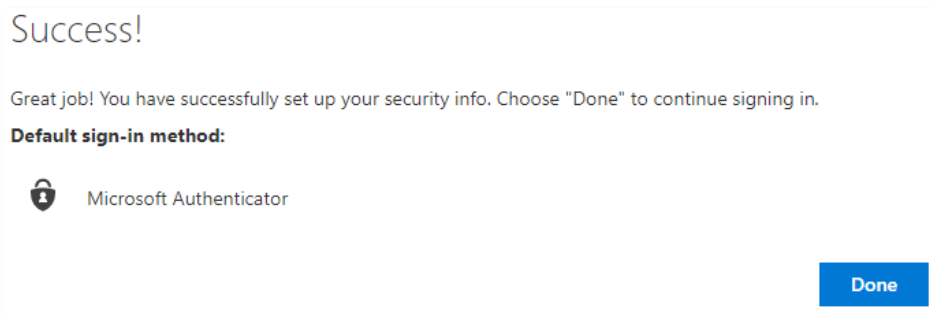 Success!
Great job! You have successfully set up your security info. Choose "Done" to continue signing in.
Default sign-in method:
Microsoft Authenticator
Done